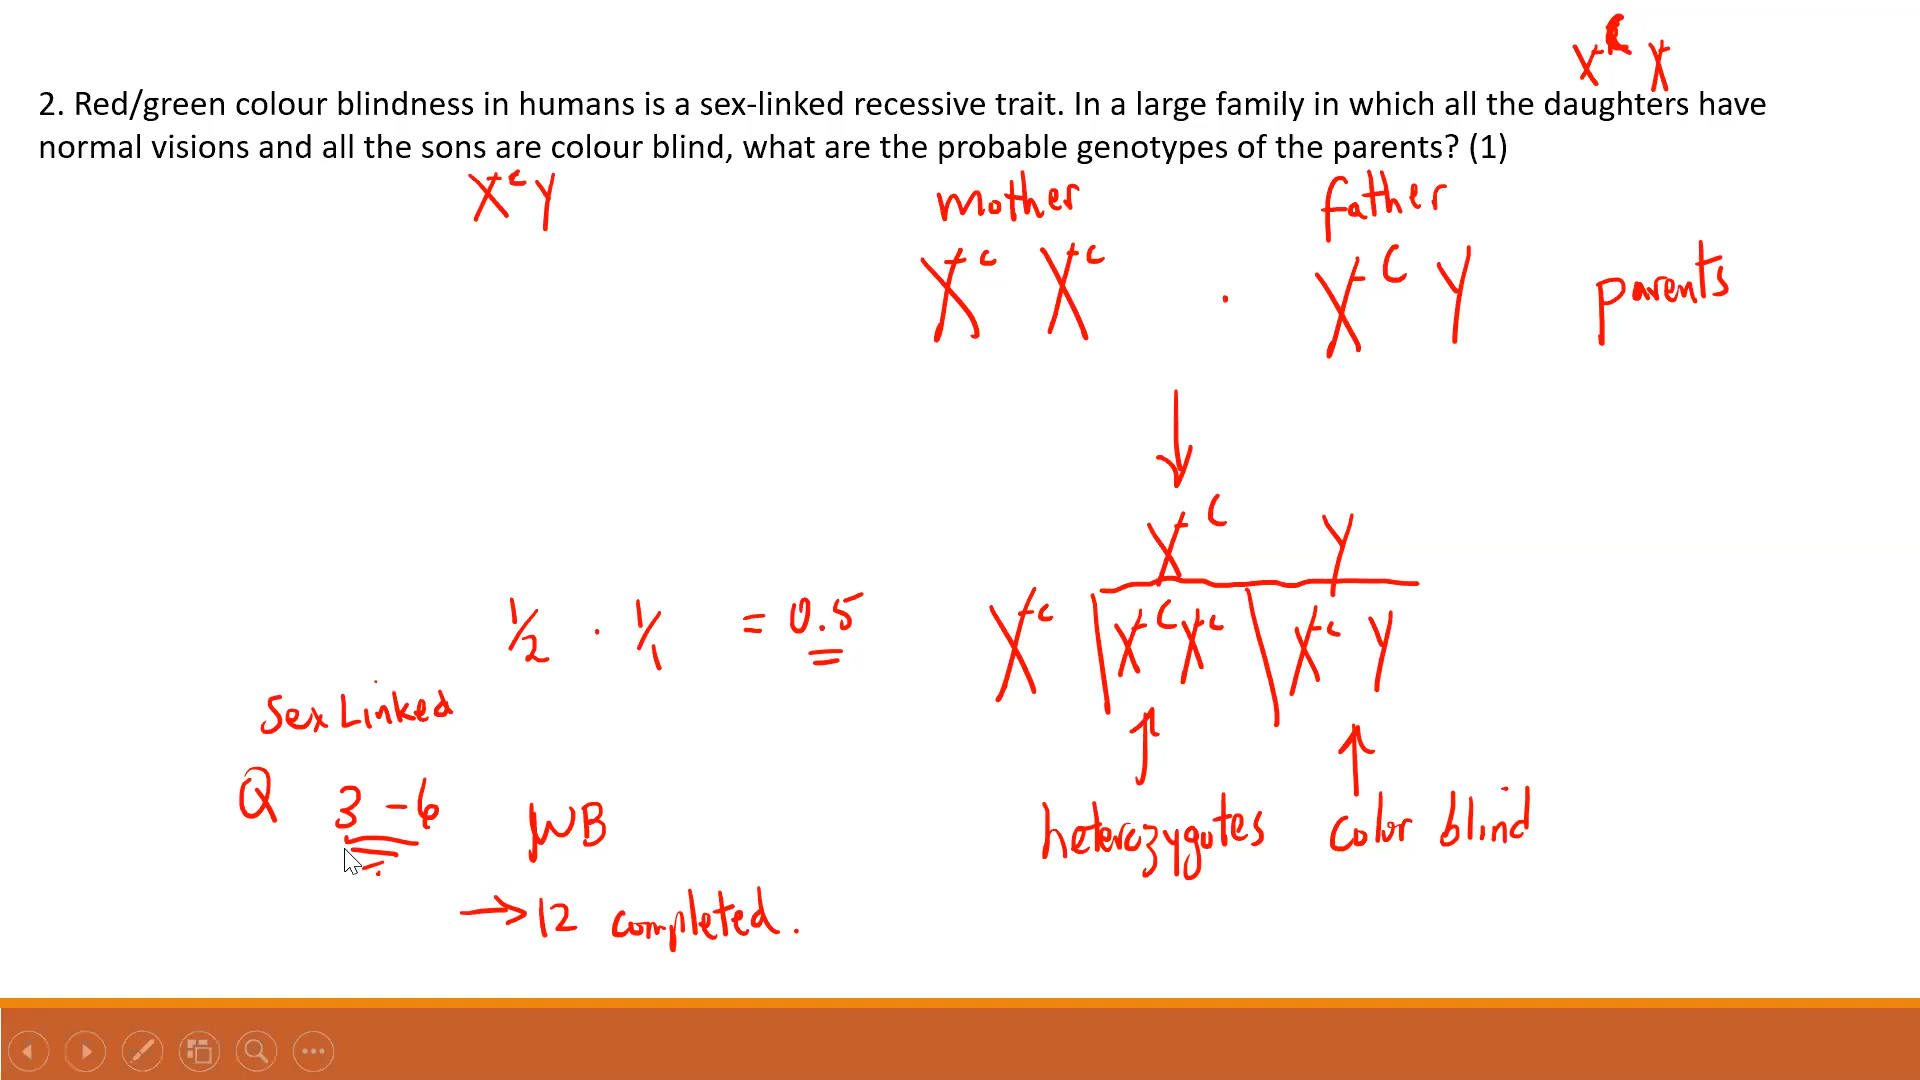 X^C X
2. Red/green colour blindness in humans is a sex-linked recessive trait. In a large family in which all the daughters have
normal visions and all the sons are colour blind, what are the probable genotypes of the parents? (1)
X^c Y
mother father
X^c X^c . X^C Y parents
X^C Y
1/2 . 1/1 = 0.5 X^c X^C X^c X^c Y
Sex Linked
Q 3-6 WB heterozygotes color blind
→ 12 completed.